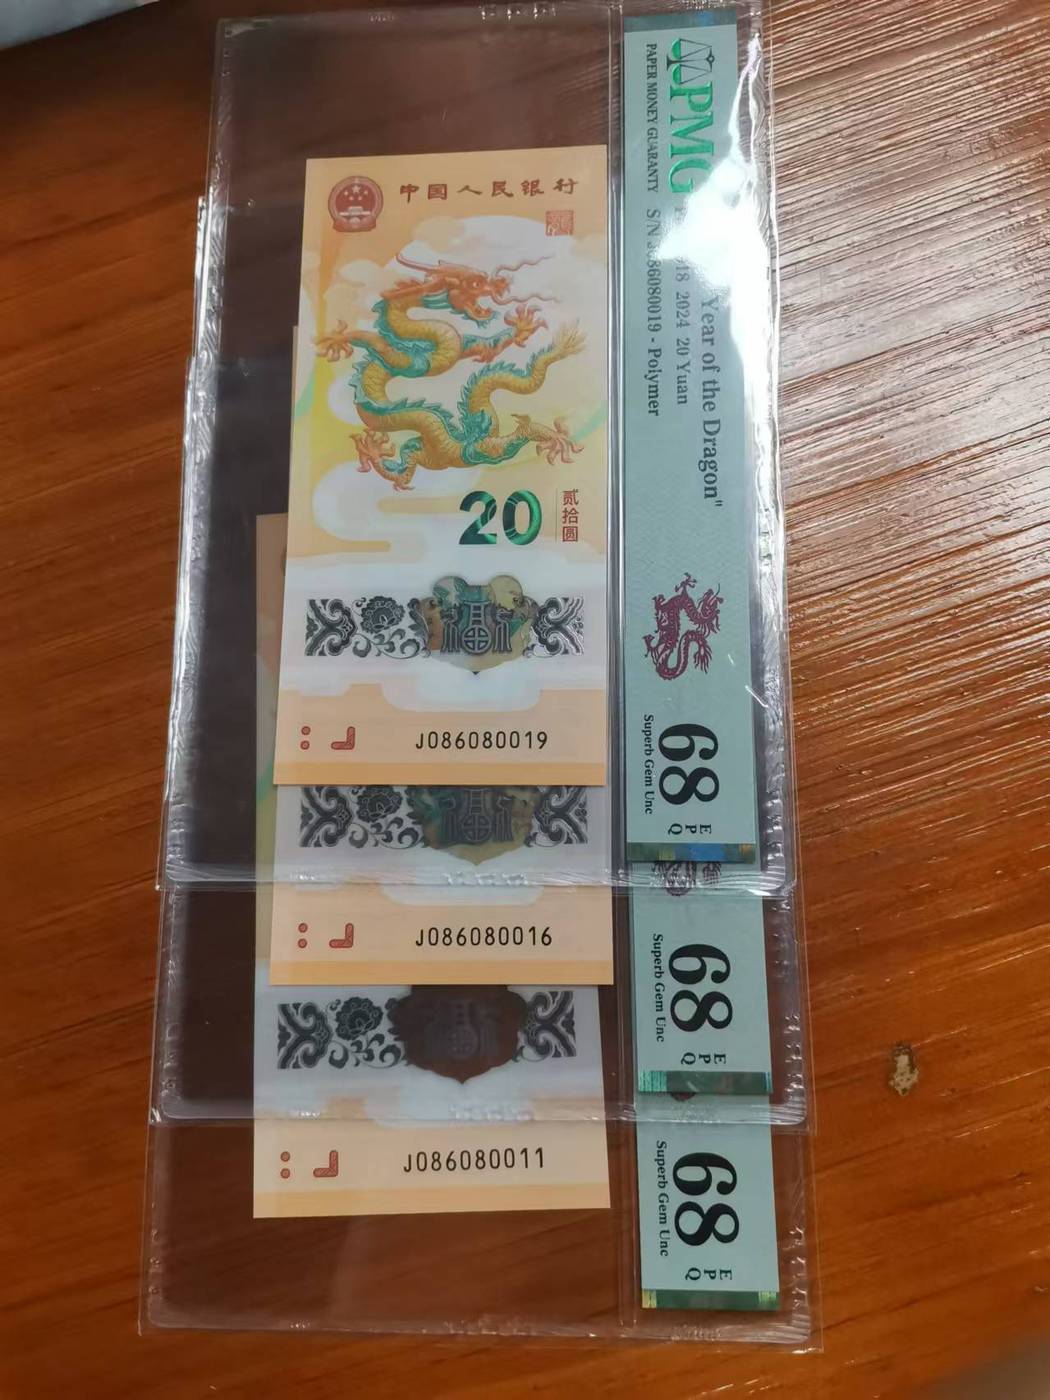 中国人民银行
20
贰拾圆
J086080019
J086080016
J086080011
PMG
PAPER MONEY GUARANTY
"Year of the Dragon"
2024 20 Yuan
S/N J086080019 - Polymer
68
EPQ
Superb Gem Unc
68
EPQ
Superb Gem Unc
68
EPQ
Superb Gem Unc